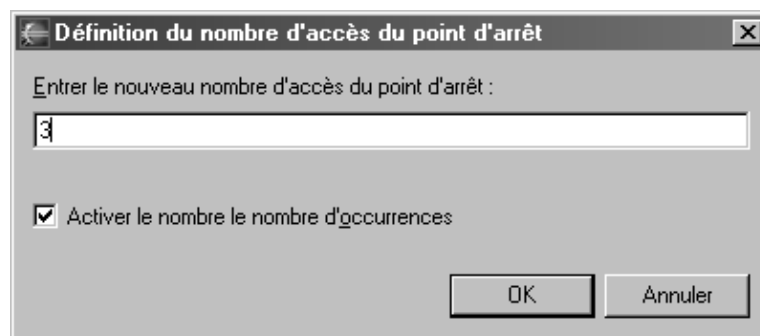 Définition du nombre d'accès du point d'arrêt
Entrer le nouveau nombre d'accès du point d'arrêt :
3
Activer le nombre le nombre d'occurrences
OK
Annuler